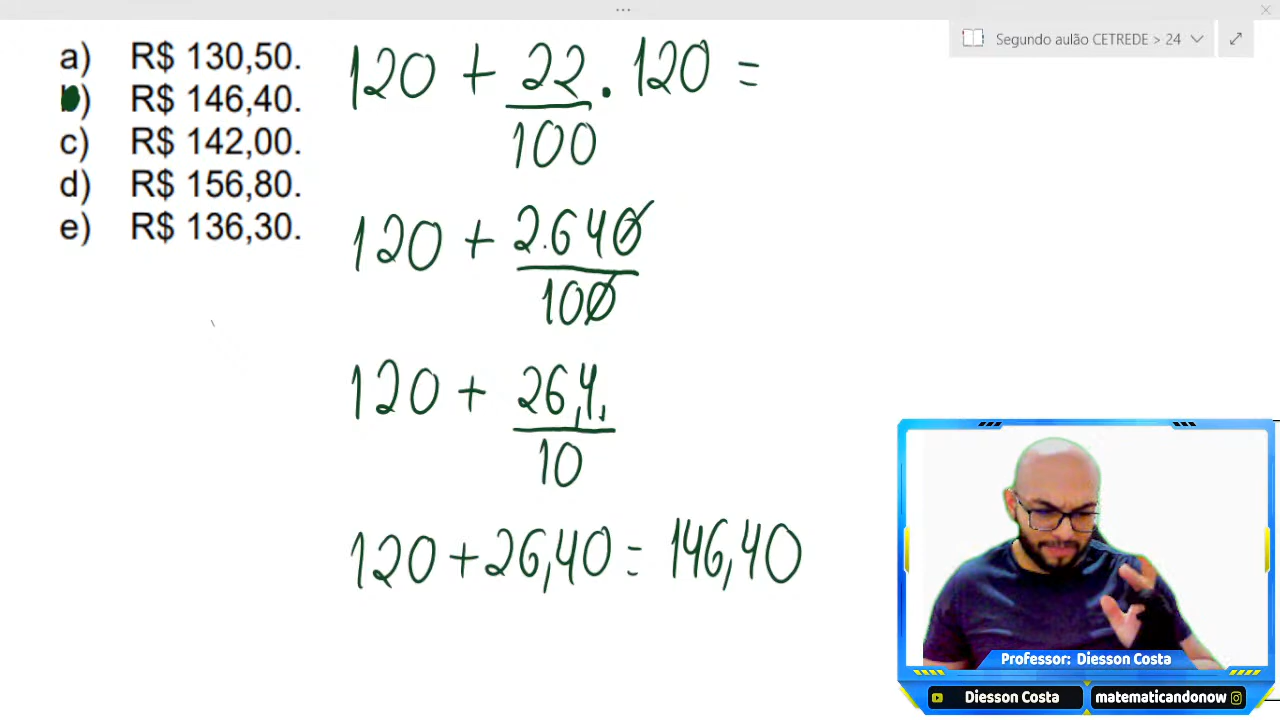 Segundo aulão CETREDE > 24
a) R$ 130,50.
b) R$ 146,40.
c) R$ 142,00.
d) R$ 156,80.
e) R$ 136,30.
120 + 22/100 . 120 =
120 + 2.640/100
120 + 26,4,/10
120 + 26,40 = 146,40
Professor: Diesson Costa
Diesson Costa
matematicandonow